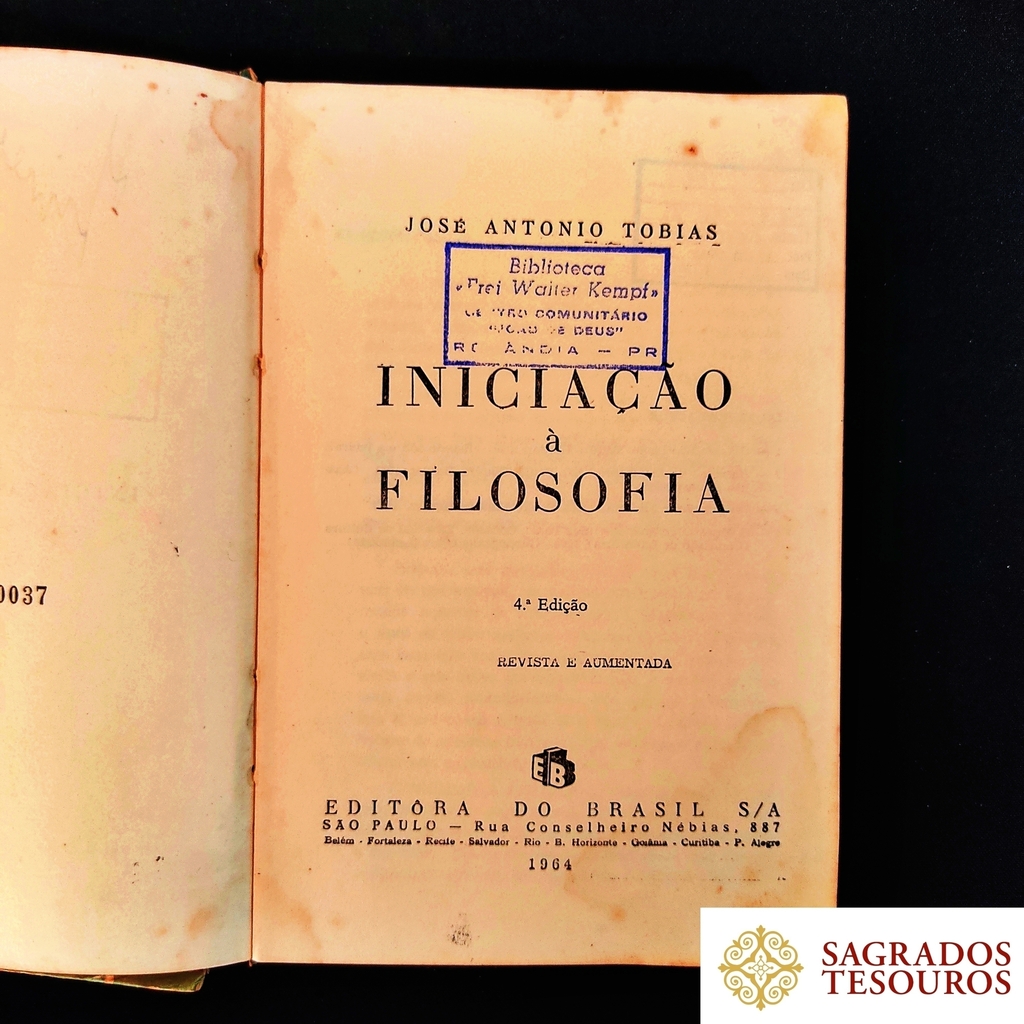 0037
JOSÉ ANTONIO TOBIAS
Biblioteca
«Frei Walter Kempf»
COMUNITÁRIO
DEUS"
PR
INICIAÇÃO
à
FILOSOFIA
4.ª Edição
REVISTA E AUMENTADA
EB
EDITÔRA DO BRASIL S/A
SAO PAULO — Rua Conselheiro Nébias, 887
Belém - Fortaleza - Recife - Salvador - Rio - B. Horizonte - Goiânia - Curitiba - P. Alegre
1964
SAGRADOS
TESOUROS